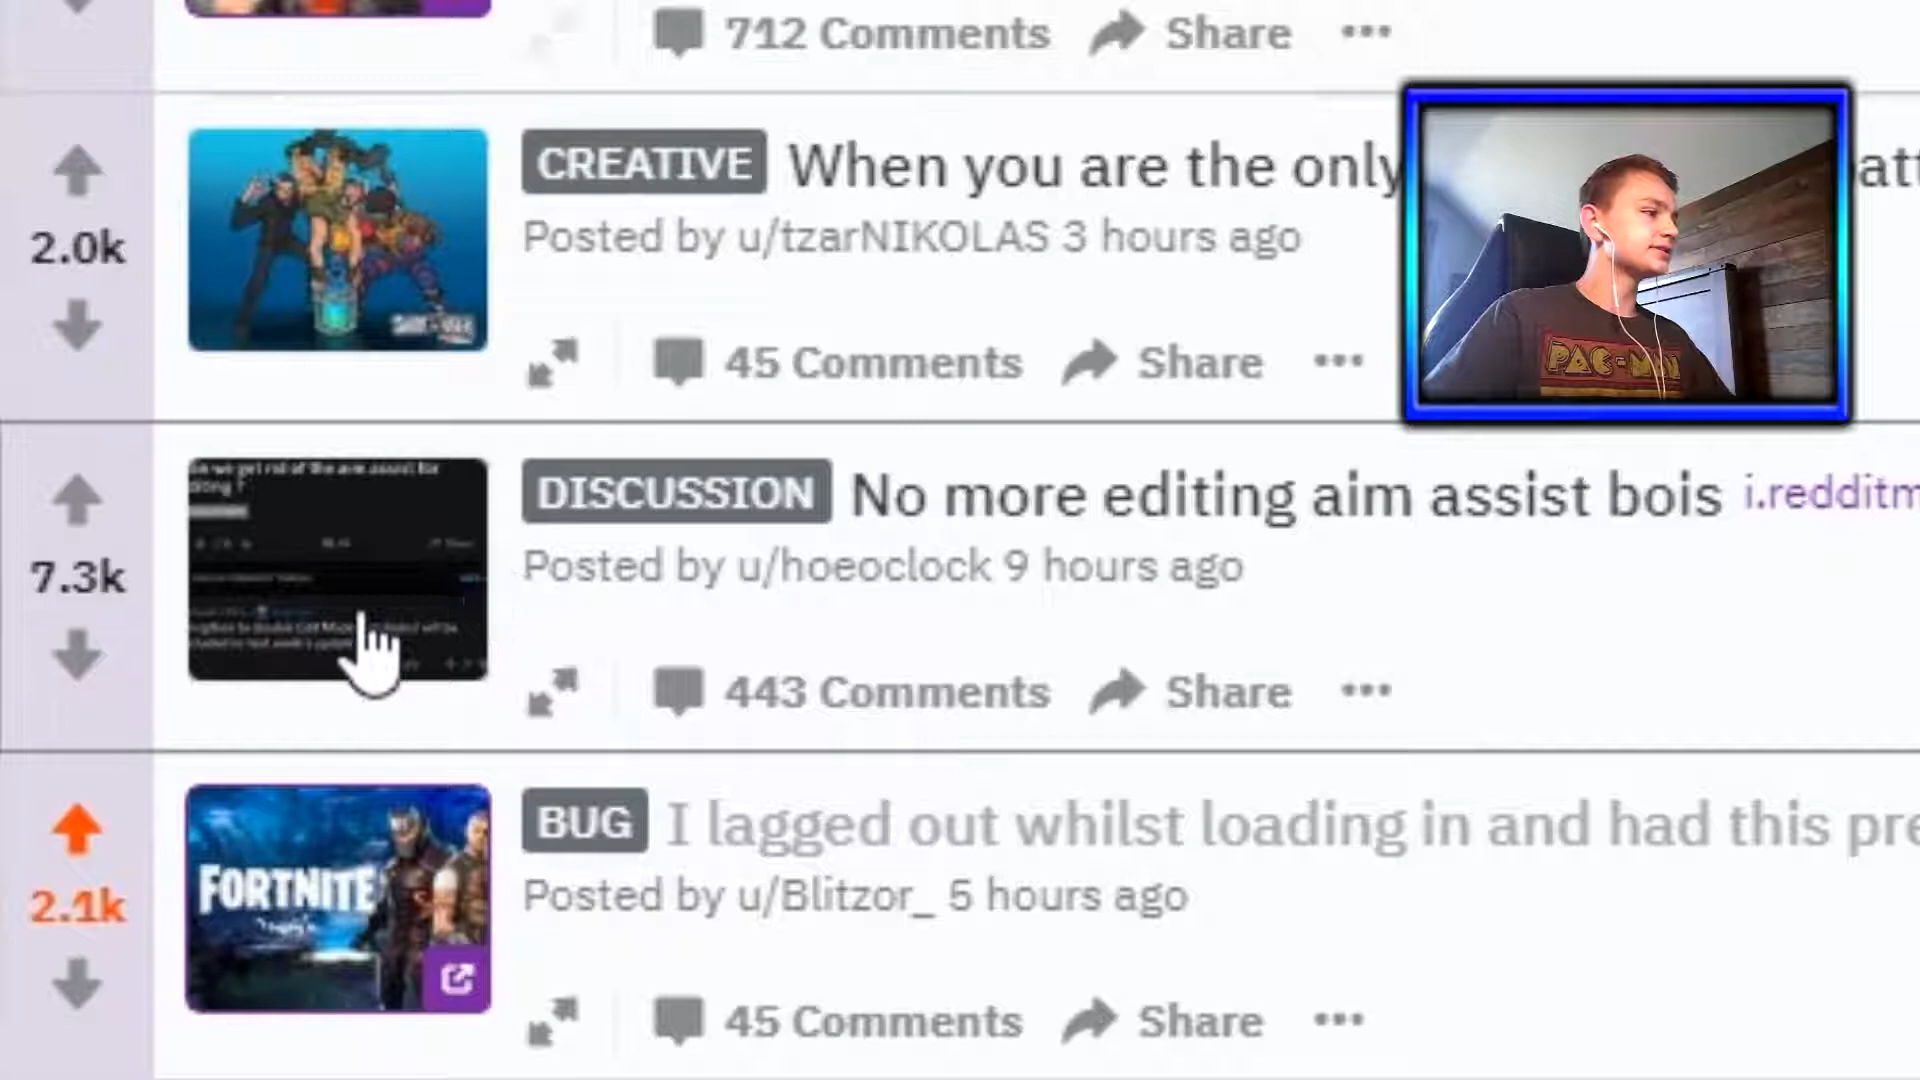 712 Comments Share
CREATIVE When you are the only
att
2.0k
Posted by u/tzarNIKOLAS 3 hours ago
45 Comments Share
PAC-MAN
DISCUSSION No more editing aim assist bois i.redditm
7.3k
Posted by u/hoeoclock 9 hours ago
443 Comments Share
BUG I lagged out whilst loading in and had this pre
FORTNITE
2.1k
Posted by u/Blitzor_ 5 hours ago
45 Comments Share